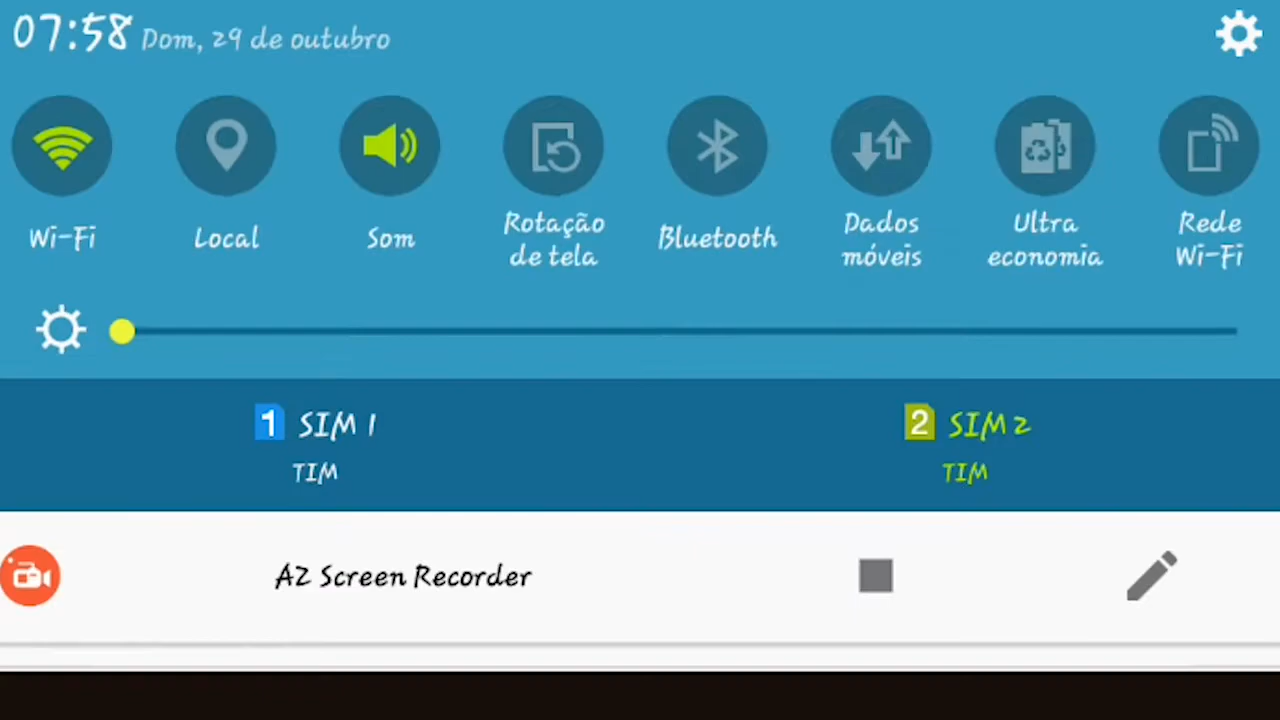 07:58 Dom, 29 de outubro
Wi-Fi
Local
Som
Rotação
de tela
Bluetooth
Dados
móveis
Ultra
economia
Rede
Wi-Fi
1 SIM 1
TIM
2 SIM 2
TIM
AZ Screen Recorder